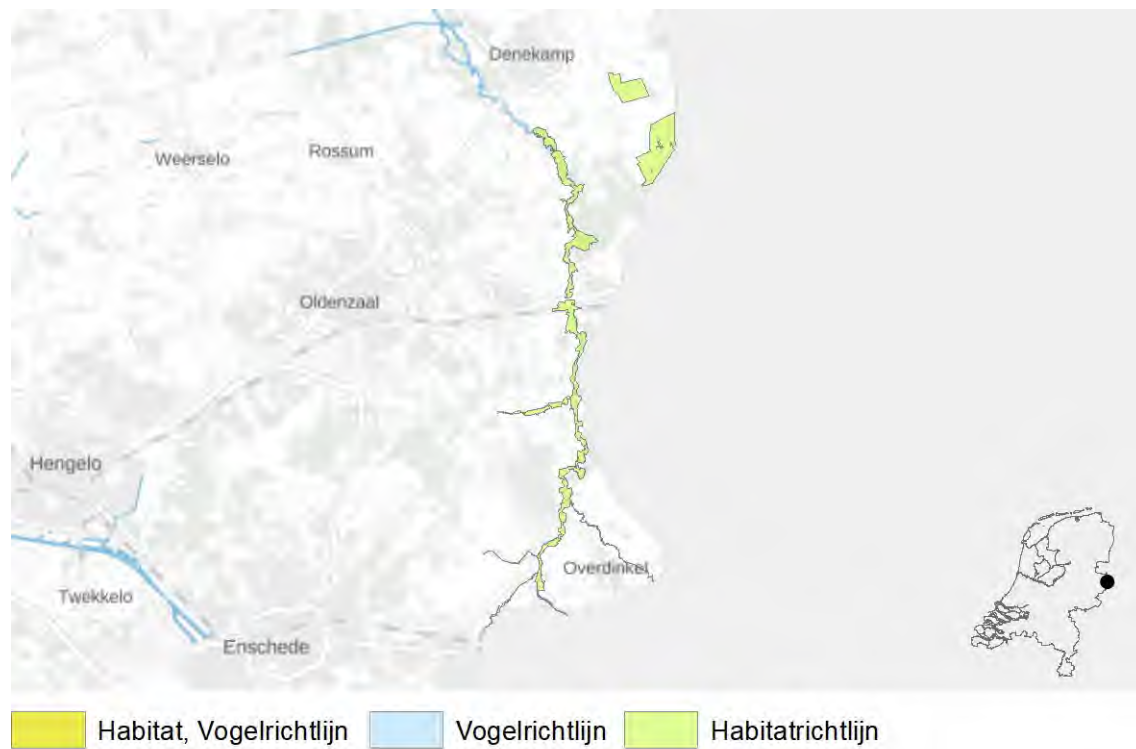 Denekamp
Weerselo
Rossum
Oldenzaal
Hengelo
Overdinkel
Twekkelo
Enschede
Habitat, Vogelrichtlijn
Vogelrichtlijn
Habitatrichtlijn